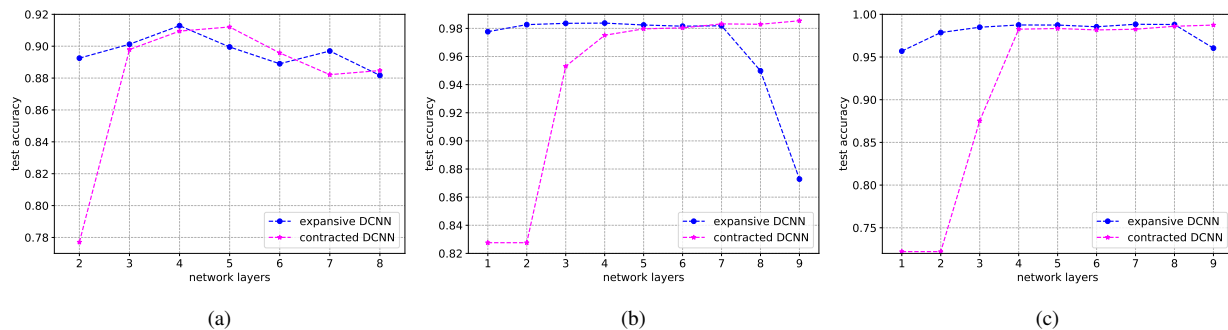 0.92
0.90
0.88
0.86
0.84
0.82
0.80
0.78
test accuracy
2 3 4 5 6 7 8
network layers
expansive DCNN
contracted DCNN
(a)
0.98
0.96
0.94
0.92
0.90
0.88
0.86
0.84
0.82
test accuracy
1 2 3 4 5 6 7 8 9
network layers
expansive DCNN
contracted DCNN
(b)
1.00
0.95
0.90
0.85
0.80
0.75
test accuracy
1 2 3 4 5 6 7 8 9
network layers
expansive DCNN
contracted DCNN
(c)